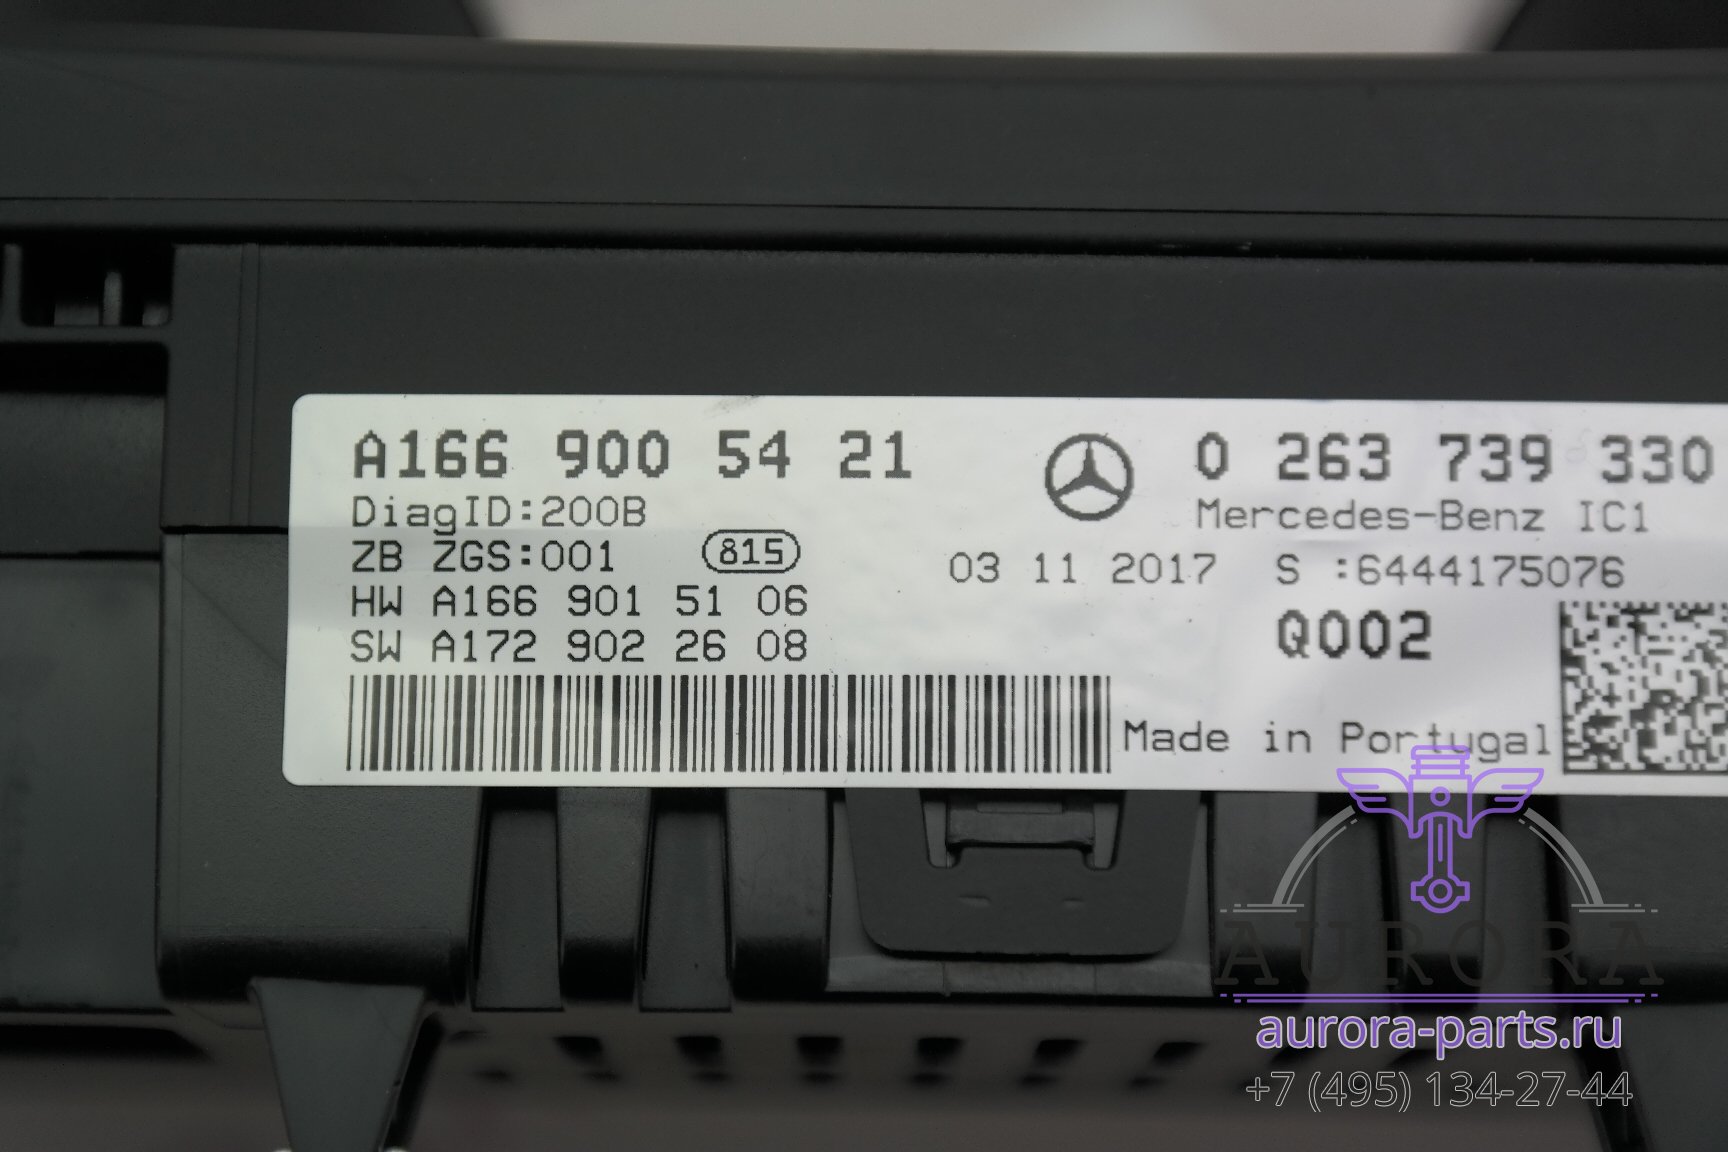 A166 900 54 21
DiagID:200B
ZB ZGS:001 815
HW A166 901 51 06
SW A172 902 26 08
0 263 739 330
Mercedes-Benz IC1
03 11 2017 S :6444175076
Q002
Made in Portugal
AURORA
aurora-parts.ru
+7 (495) 134-27-44